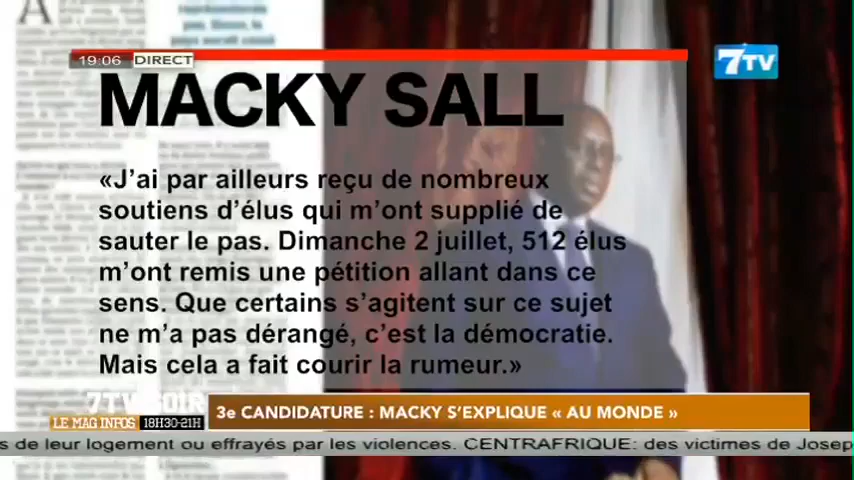 19:06 DIRECT
7TV
MACKY SALL
«J’ai par ailleurs reçu de nombreux
soutiens d’élus qui m’ont supplié de
sauter le pas. Dimanche 2 juillet, 512 élus
m’ont remis une pétition allant dans ce
sens. Que certains s’agitent sur ce sujet
ne m’a pas dérangé, c’est la démocratie.
Mais cela a fait courir la rumeur.»
7TV SOIR
LE MAG INFOS 18H30-21H
3e CANDIDATURE : MACKY S’EXPLIQUE « AU MONDE »
s de leur logement ou effrayés par les violences. CENTRAFRIQUE: des victimes de Josep